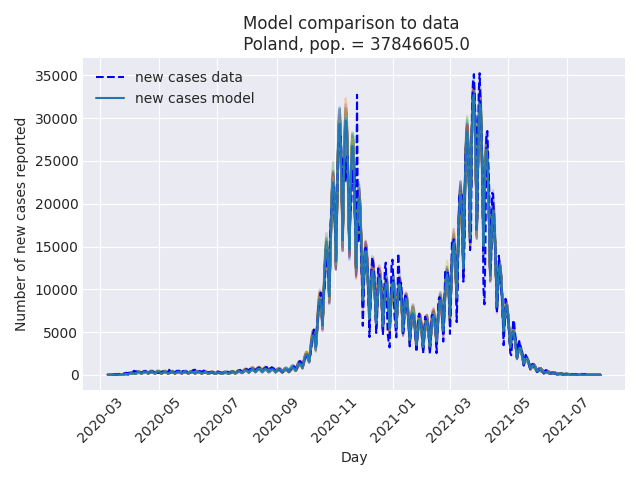 Model comparison to data
Poland, pop. = 37846605.0
new cases data
new cases model
Number of new cases reported
35000
30000
25000
20000
15000
10000
5000
0
2020-03
2020-05
2020-07
2020-09
2020-11
2021-01
2021-03
2021-05
2021-07
Day